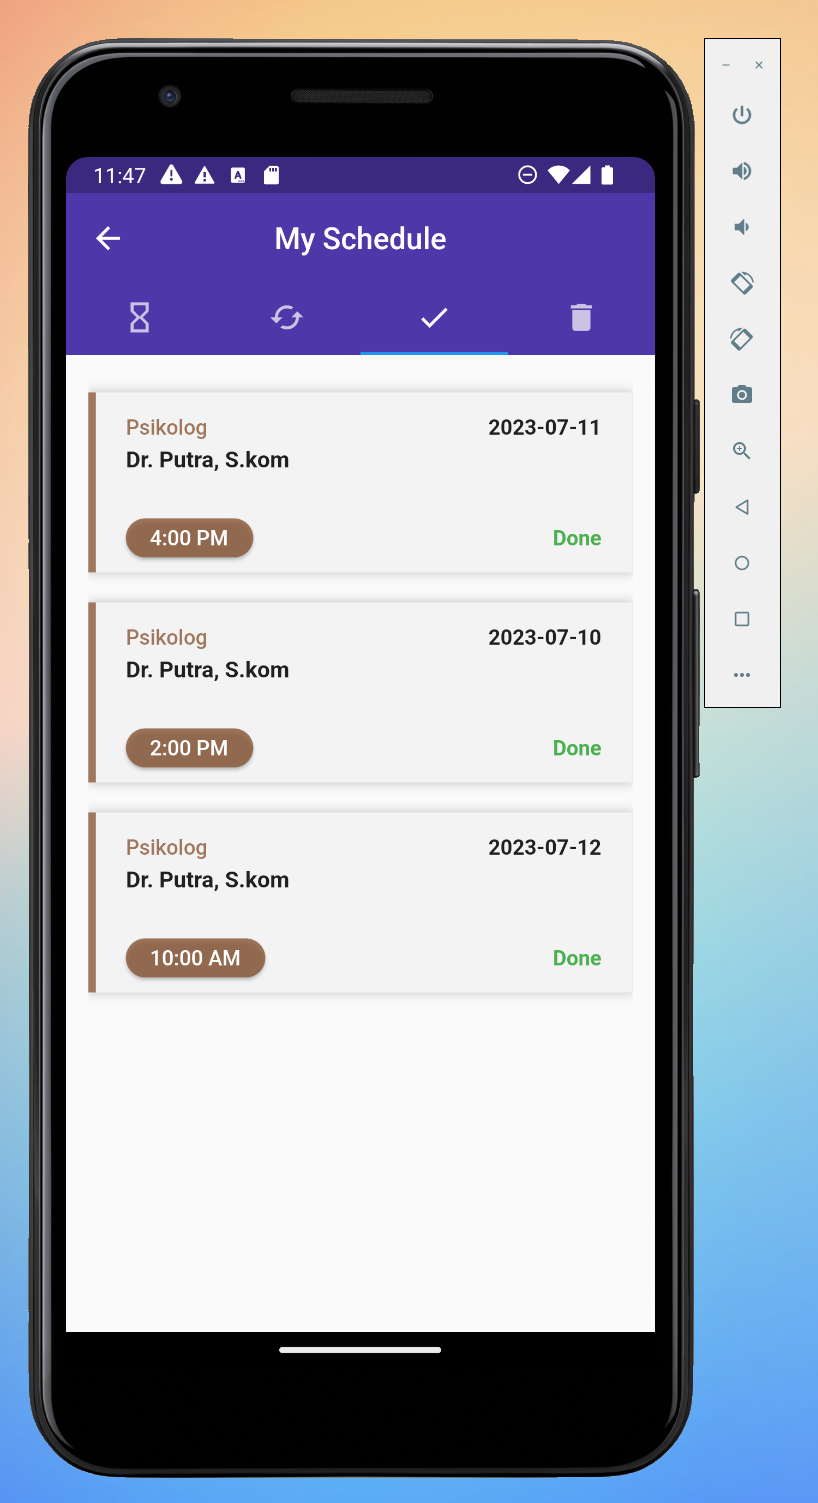 11:47
My Schedule
Psikolog 2023-07-11
Dr. Putra, S.kom
4:00 PM Done
Psikolog 2023-07-10
Dr. Putra, S.kom
2:00 PM Done
Psikolog 2023-07-12
Dr. Putra, S.kom
10:00 AM Done